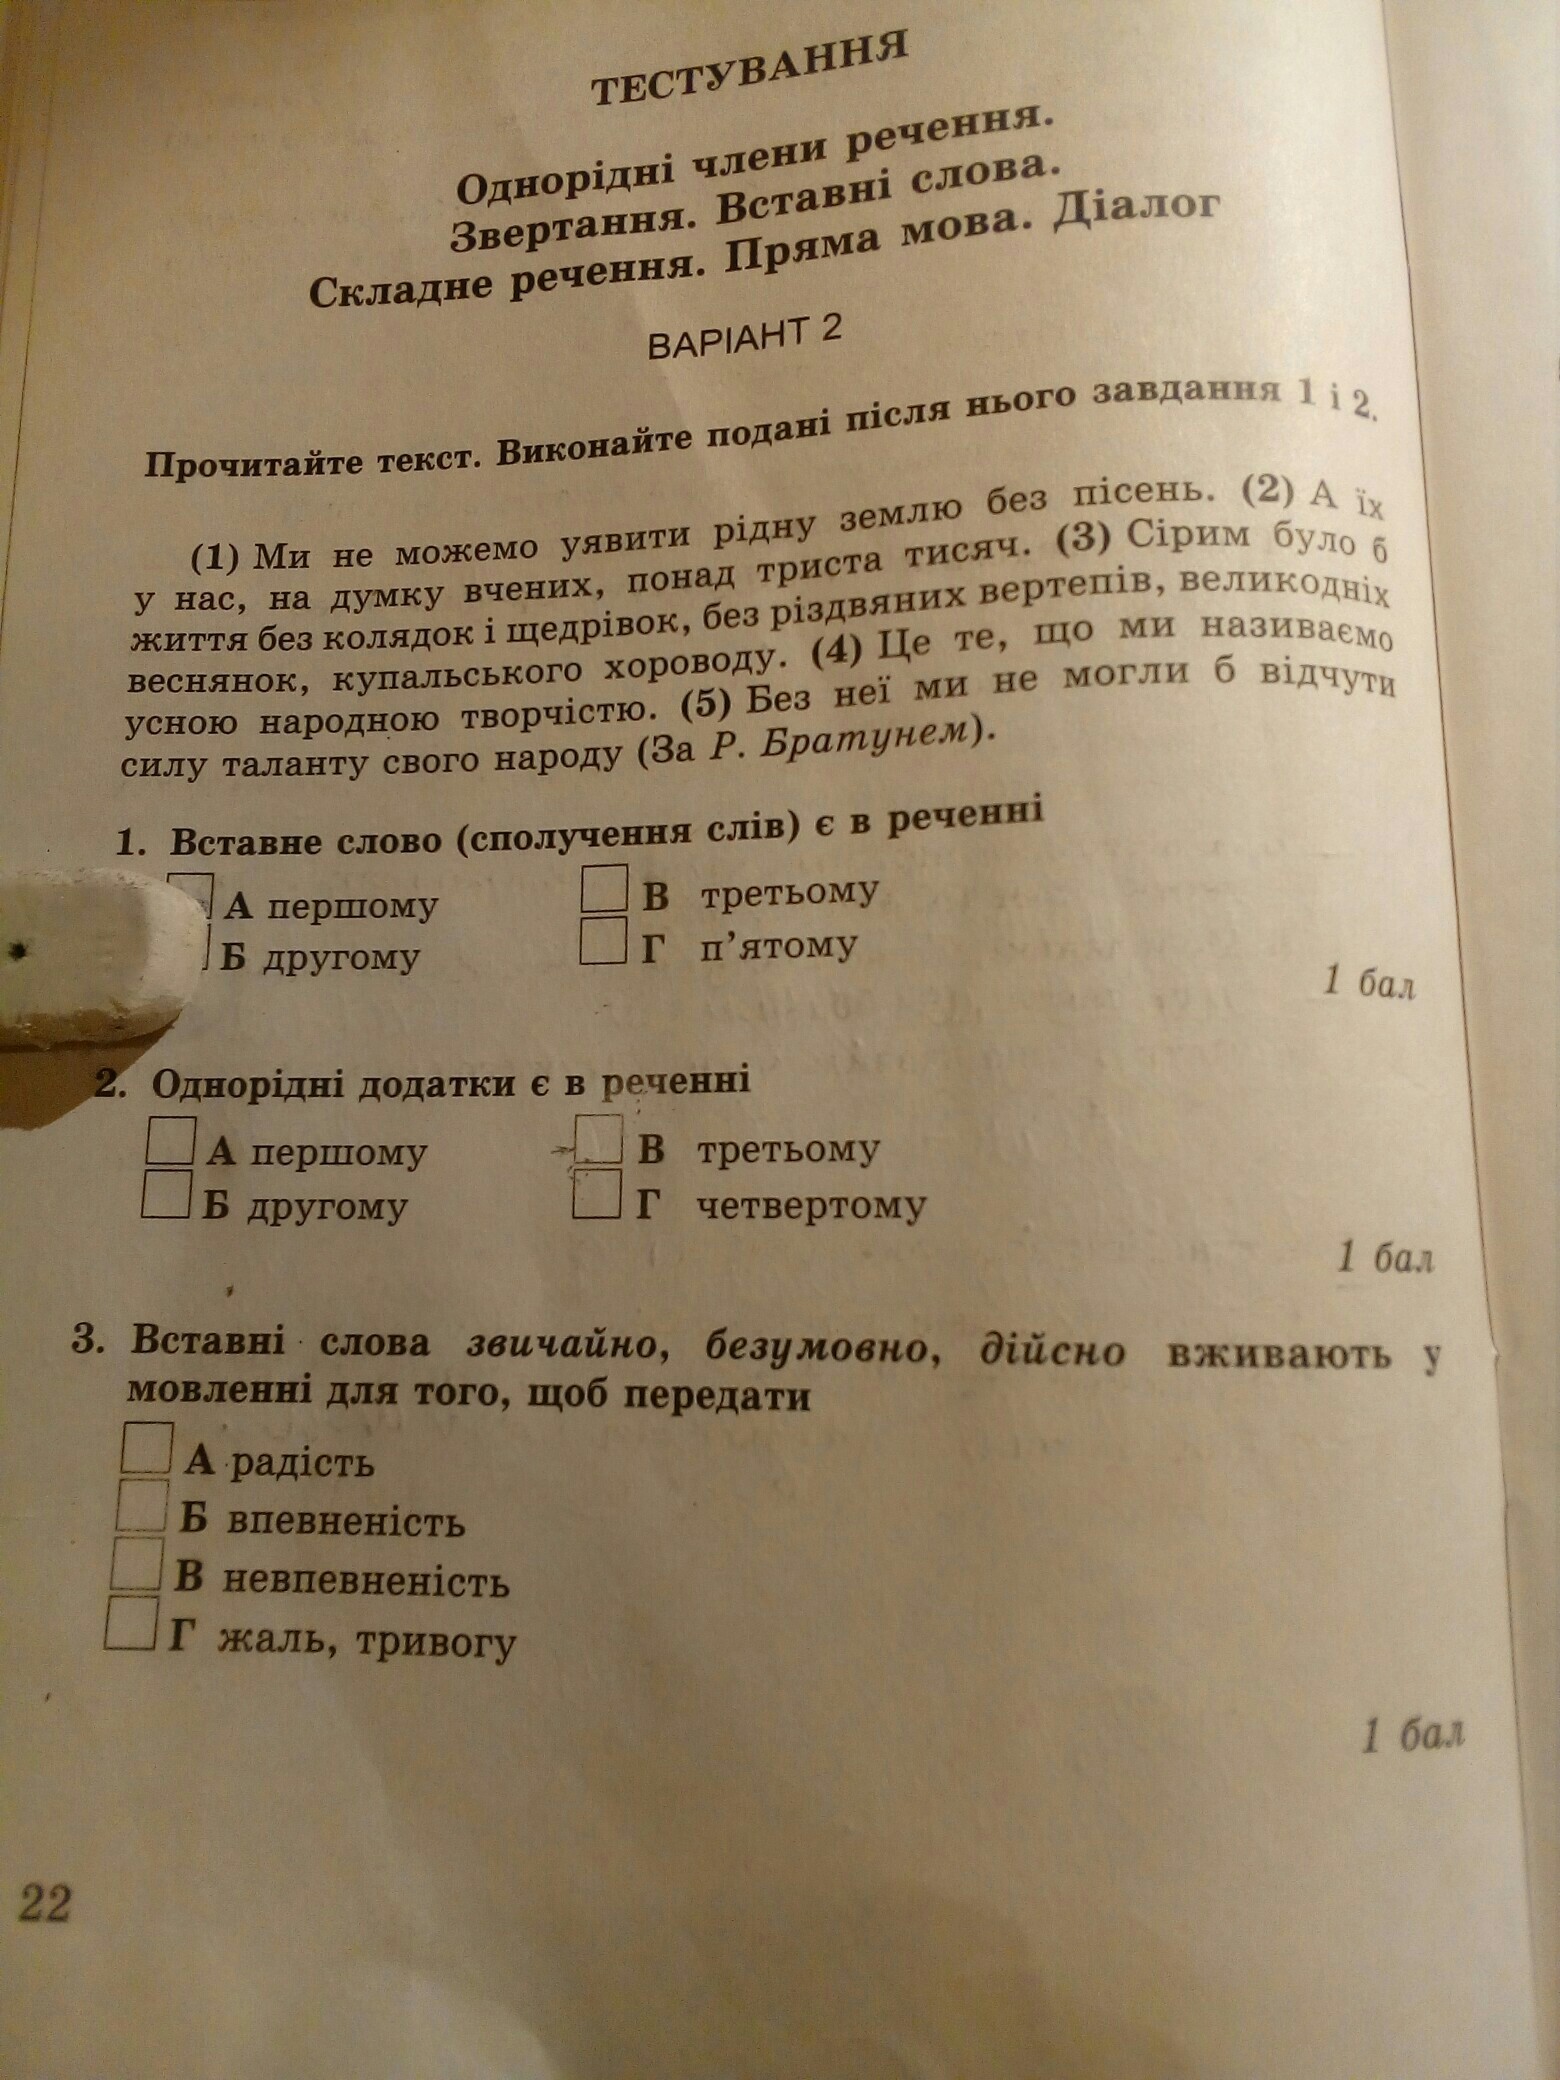 ТЕСТУВАННЯ
Однорідні члени речення.
Звертання. Вставні слова.
Складне речення. Пряма мова. Діалог
ВАРІАНТ 2
Прочитайте текст. Виконайте подані після нього завдання 1 і 2.
(1) Ми не можемо уявити рідну землю без пісень. (2) А їх
у нас, на думку вчених, понад триста тисяч. (3) Сірим було б
життя без колядок і щедрівок, без різдвяних вертепів, великодніх
веснянок, купальського хороводу. (4) Це те, що ми називаємо
усною народною творчістю. (5) Без неї ми не могли б відчути
силу таланту свого народу (За Р. Братунем).
1. Вставне слово (сполучення слів) є в реченні
А першому
В третьому
Б другому
Г п’ятому
1 бал
2. Однорідні додатки є в реченні
А першому
В третьому
Б другому
Г четвертому
1 бал
3. Вставні слова звичайно, безумовно, дійсно вживають у
мовленні для того, щоб передати
А радість
Б впевненість
В невпевненість
Г жаль, тривогу
1 бал
22